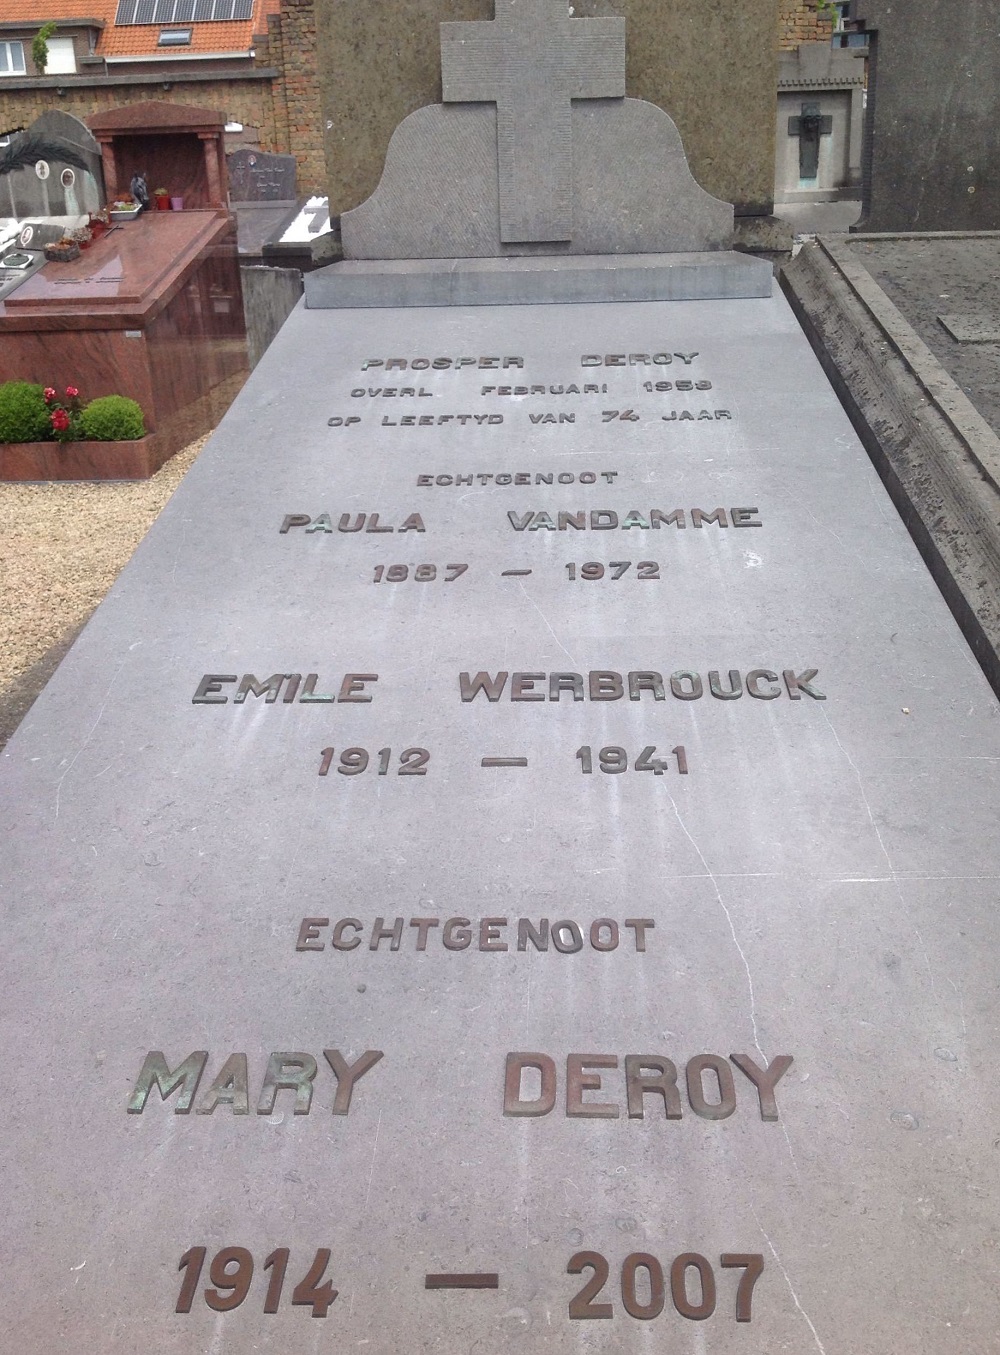 PROSPER DEROY
OVERL FEBRUARI 1958
OP LEEFTYD VAN 74 JAAR
ECHTGENOOT
PAULA VANDAMME
1887 – 1972
EMILE WERBROUCK
1912 – 1941
ECHTGENOOT
MARY DEROY
1914 – 2007